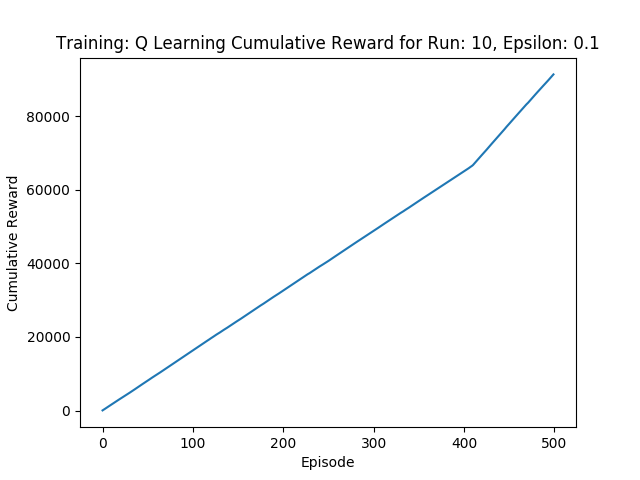 Training: Q Learning Cumulative Reward for Run: 10, Epsilon: 0.1
80000
60000
40000
20000
0
Cumulative Reward
0 100 200 300 400 500
Episode